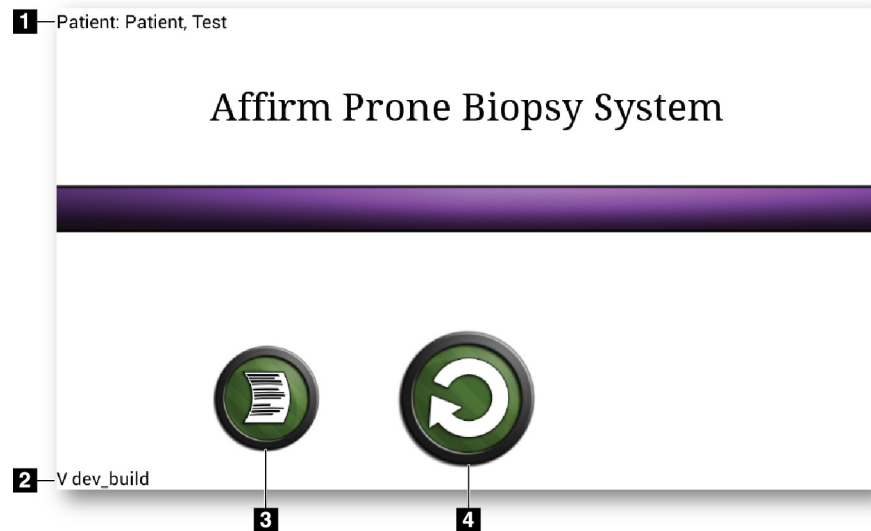 1 Patient: Patient, Test
Affirm Prone Biopsy System
2 V dev_build
3 4